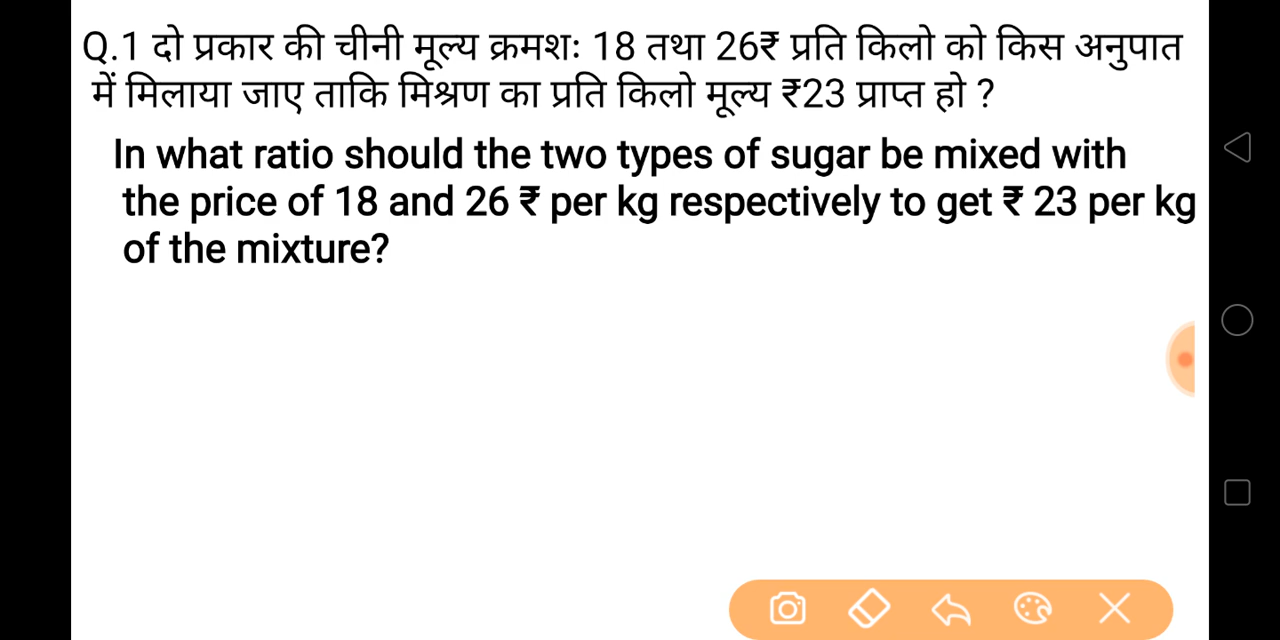 Q.1 दो प्रकार की चीनी मूल्य क्रमशः 18 तथा 26₹ प्रति किलो को किस अनुपात
में मिलाया जाए ताकि मिश्रण का प्रति किलो मूल्य ₹23 प्राप्त हो ?
In what ratio should the two types of sugar be mixed with
the price of 18 and 26 ₹ per kg respectively to get ₹ 23 per kg
of the mixture?